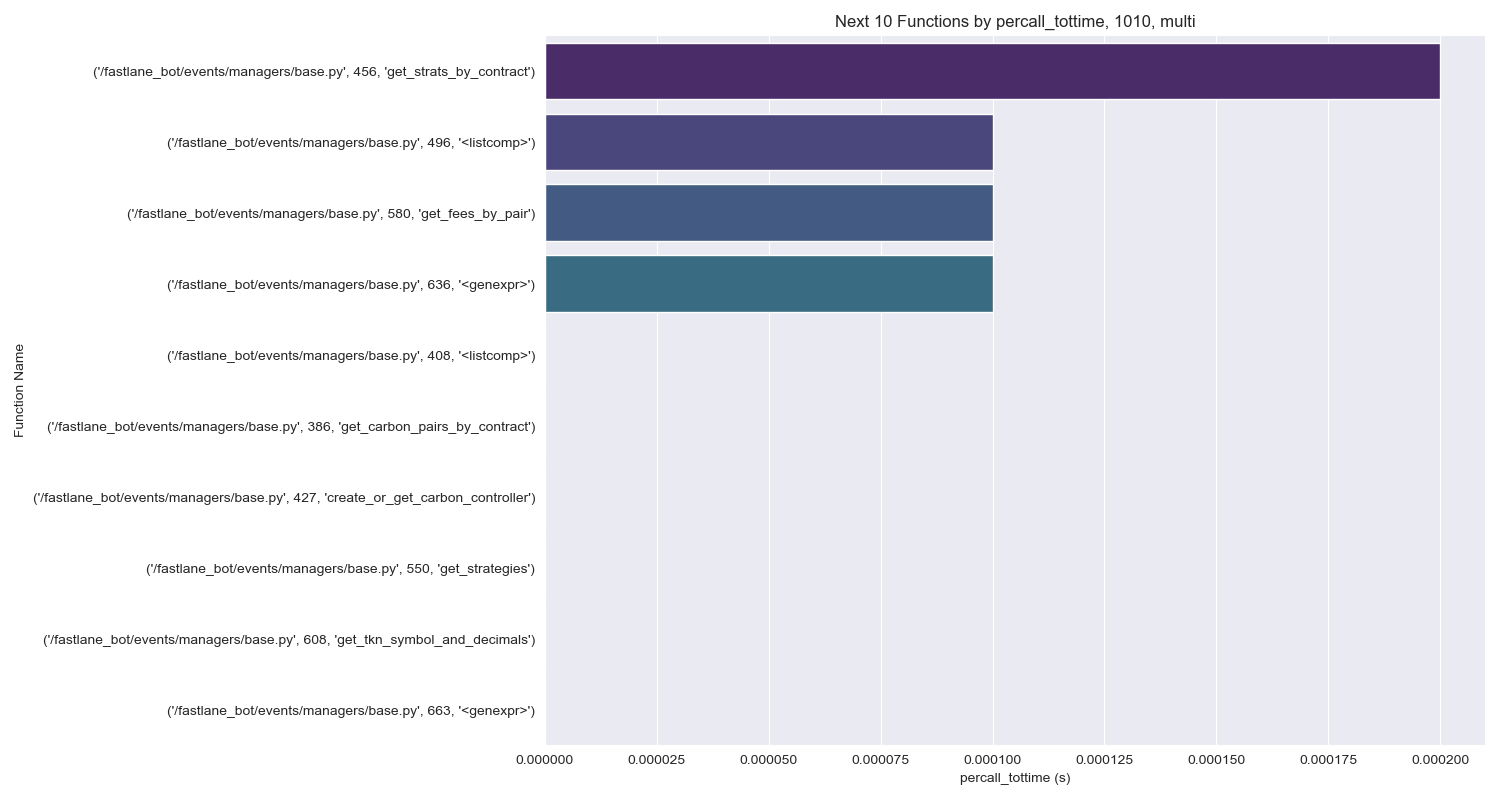 Next 10 Functions by percall_tottime, 1010, multi
('/fastlane_bot/events/managers/base.py', 456, 'get_strats_by_contract')
('/fastlane_bot/events/managers/base.py', 496, '<listcomp>')
('/fastlane_bot/events/managers/base.py', 580, 'get_fees_by_pair')
('/fastlane_bot/events/managers/base.py', 636, '<genexpr>')
('/fastlane_bot/events/managers/base.py', 408, '<listcomp>')
('/fastlane_bot/events/managers/base.py', 386, 'get_carbon_pairs_by_contract')
('/fastlane_bot/events/managers/base.py', 427, 'create_or_get_carbon_controller')
('/fastlane_bot/events/managers/base.py', 550, 'get_strategies')
('/fastlane_bot/events/managers/base.py', 608, 'get_tkn_symbol_and_decimals')
('/fastlane_bot/events/managers/base.py', 663, '<genexpr>')
Function Name
0.000000 0.000025 0.000050 0.000075 0.000100 0.000125 0.000150 0.000175 0.000200
percall_tottime (s)